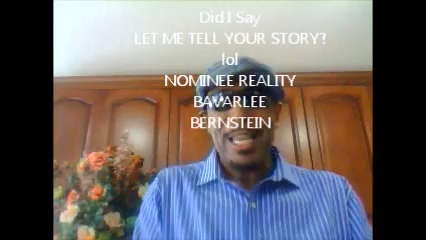 Did I Say
LET ME TELL YOUR STORY?
lol
NOMINEE REALITY
BAVARLEE
BERNSTEIN